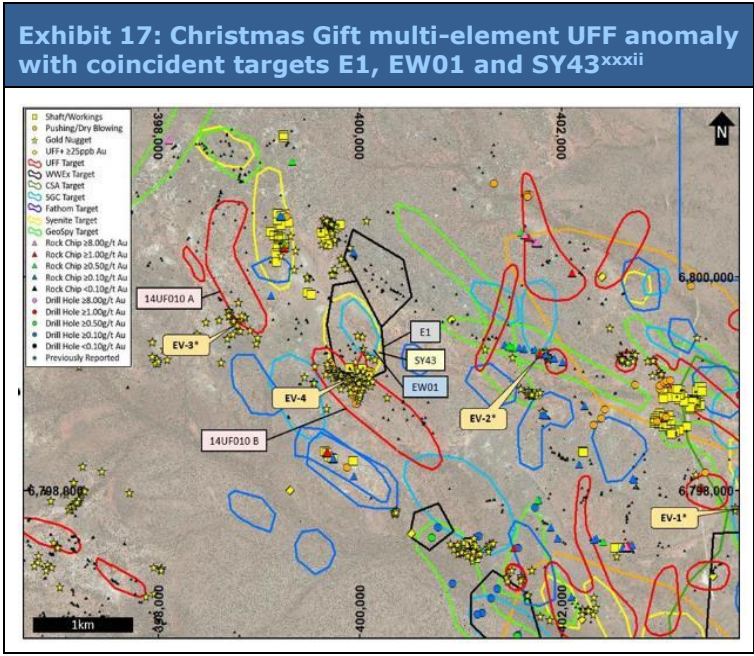 Exhibit 17: Christmas Gift multi-element UFF anomaly
with coincident targets E1, EW01 and SY43xxxii
Shaft/Workings
Pushing/Dry Blowing
Gold Nugget
UFF+ ≥25ppb Au
UFF Target
WWEx Target
CSA Target
SGC Target
Fathom Target
Syenite Target
GeoSpy Target
Rock Chip ≥8.00g/t Au
Rock Chip ≥1.00g/t Au
Rock Chip ≥0.50g/t Au
Rock Chip ≥0.10g/t Au
Rock Chip <0.10g/t Au
Drill Hole ≥8.00g/t Au
Drill Hole ≥1.00g/t Au
Drill Hole ≥0.50g/t Au
Drill Hole ≥0.10g/t Au
Drill Hole <0.10g/t Au
Previously Reported
398,000
400,000
402,000
N
6,800,000
14UF010 A
EV-3*
E1
SY43
EW01
EV-4
EV-2*
14UF010 B
6,798,000
6,798,000
EV-1*
1km
398,000
400,000
402,000